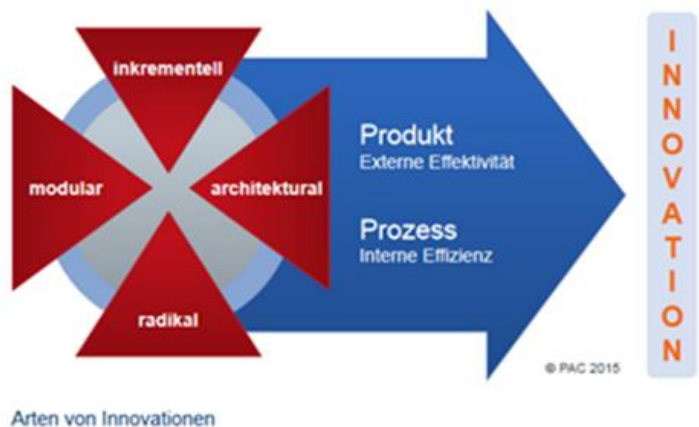 inkrementell
modular
architektural
radikal
Produkt
Externe Effektivität
Prozess
Interne Effizienz
INNOVATION
© PAC 2015
Arten von Innovationen